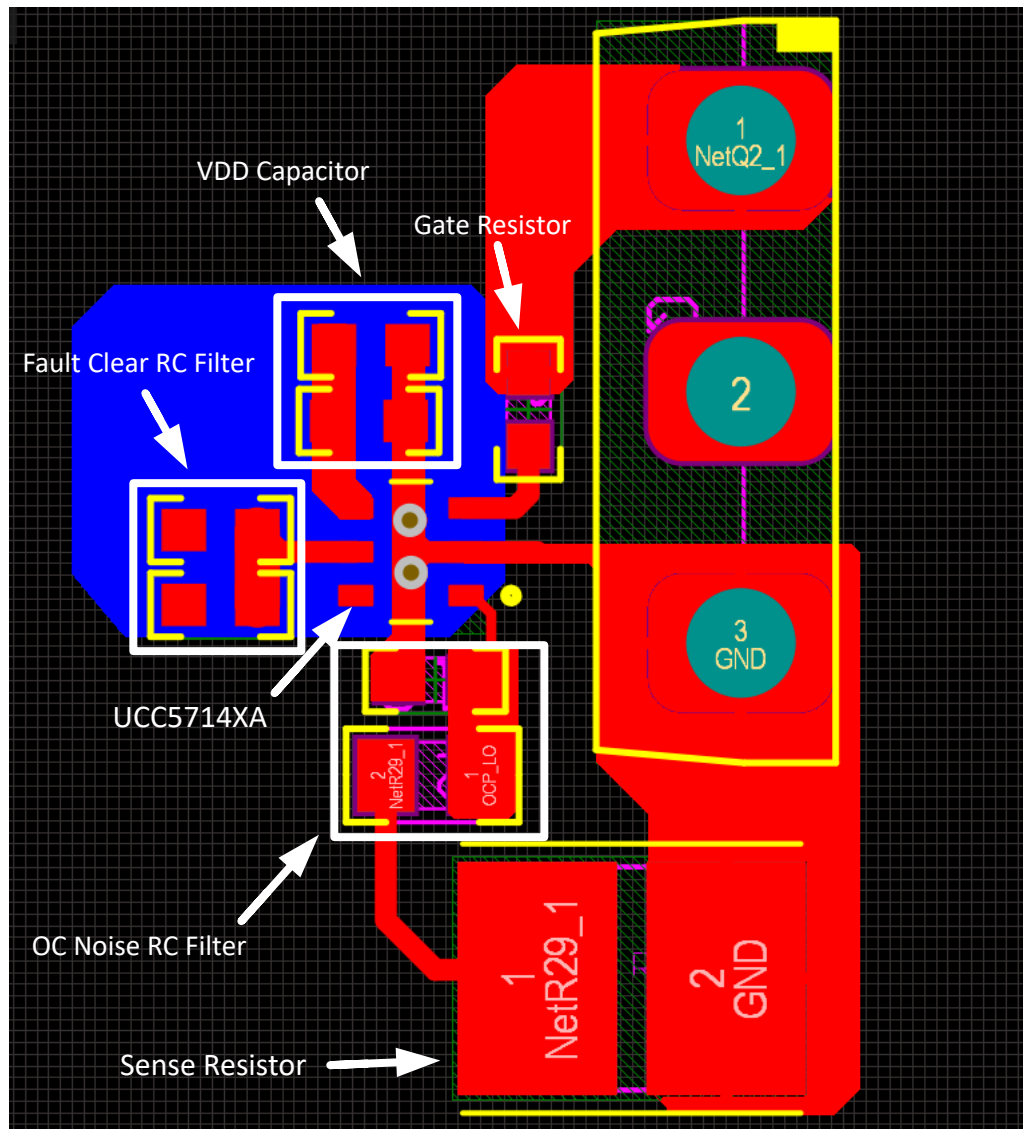 VDD Capacitor
Gate Resistor
Fault Clear RC Filter
UCC5714XA
OC Noise RC Filter
Sense Resistor
1
NetQ2_1
2
3
GND
2
NetR29_1
1
OCP_LO
1
NetR29_1
2
GND